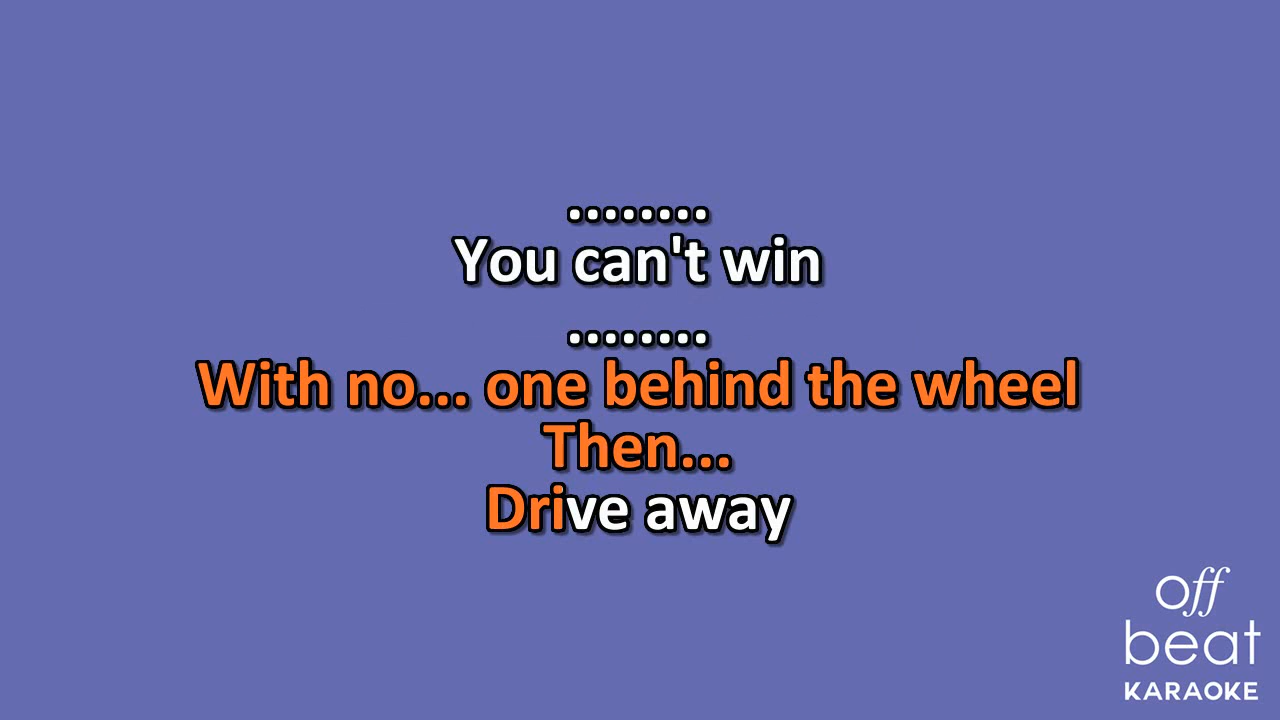 ........
You can't win
........
With no... one behind the wheel
Then...
Drive away
off
beat
KARAOKE